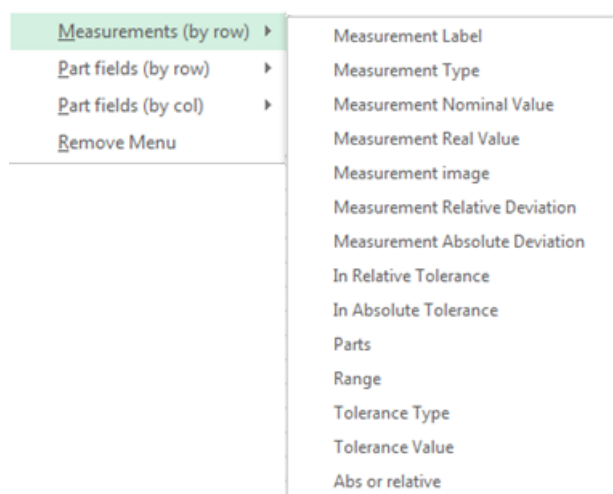 Measurements (by row)
Part fields (by row)
Part fields (by col)
Remove Menu
Measurement Label
Measurement Type
Measurement Nominal Value
Measurement Real Value
Measurement image
Measurement Relative Deviation
Measurement Absolute Deviation
In Relative Tolerance
In Absolute Tolerance
Parts
Range
Tolerance Type
Tolerance Value
Abs or relative